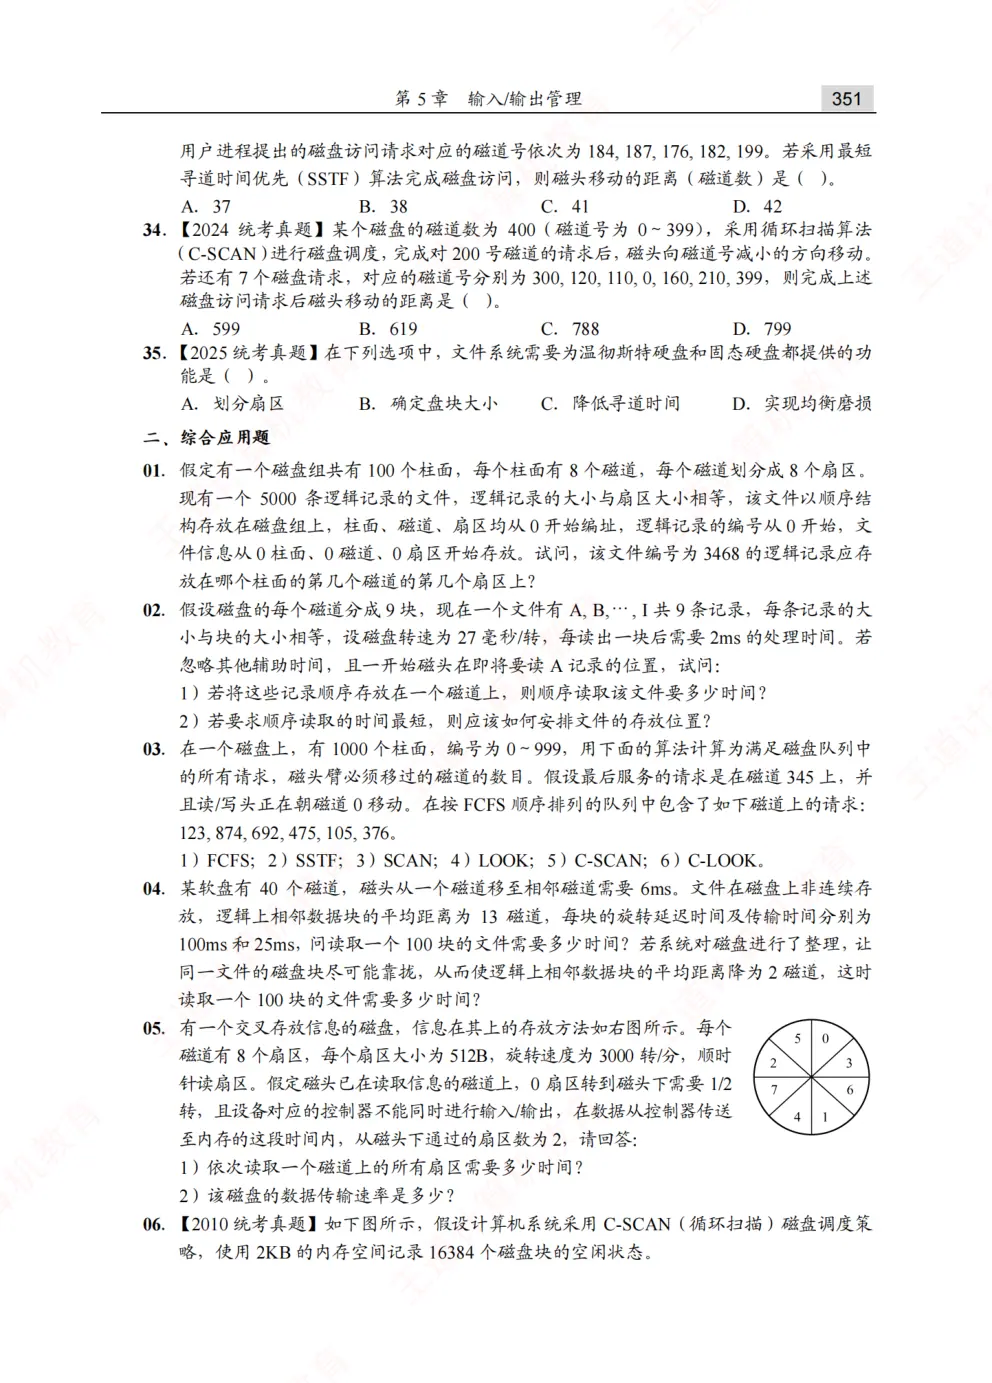 第 5 章 输入/输出管理 351
用户进程提出的磁盘访问请求对应的磁道号依次为 184, 187, 176, 182, 199。若采用最短
寻道时间优先（SSTF）算法完成磁盘访问，则磁头移动的距离（磁道数）是（ ）。
A．37 B．38 C．41 D．42
34.【2024 统考真题】某个磁盘的磁道数为 400（磁道号为 0～399），采用循环扫描算法
（C-SCAN）进行磁盘调度，完成对 200 号磁道的请求后，磁头向磁道号减小的方向移动。
若还有 7 个磁盘请求，对应的磁道号分别为 300, 120, 110, 0, 160, 210, 399，则完成上述
磁盘访问请求后磁头移动的距离是（ ）。
A．599 B．619 C．788 D．799
35.【2025 统考真题】在下列选项中，文件系统需要为温彻斯特硬盘和固态硬盘都提供的功
能是（ ）。
A．划分扇区 B．确定盘块大小 C．降低寻道时间 D．实现均衡磨损
二、综合应用题
01. 假定有一个磁盘组共有 100 个柱面，每个柱面有 8 个磁道，每个磁道划分成 8 个扇区。
现有一个 5000 条逻辑记录的文件，逻辑记录的大小与扇区大小相等，该文件以顺序结
构存放在磁盘组上，柱面、磁道、扇区均从 0 开始编址，逻辑记录的编号从 0 开始，文
件信息从 0 柱面、0 磁道、0 扇区开始存放。试问，该文件编号为 3468 的逻辑记录应存
放在哪个柱面的第几个磁道的第几个扇区上？
02. 假设磁盘的每个磁道分成 9 块，现在一个文件有 A, B,…, I 共 9 条记录，每条记录的大
小与块的大小相等，设磁盘转速为 27 毫秒/转，每读出一块后需要 2ms 的处理时间。若
忽略其他辅助时间，且一开始磁头在即将要读 A 记录的位置，试问：
1）若将这些记录顺序存放在一个磁道上，则顺序读取该文件要多少时间？
2）若要求顺序读取的时间最短，则应该如何安排文件的存放位置？
03. 在一个磁盘上，有 1000 个柱面，编号为 0～999，用下面的算法计算为满足磁盘队列中
的所有请求，磁头臂必须移过的磁道的数目。假设最后服务的请求是在磁道 345 上，并
且读/写头正在朝磁道 0 移动。在按 FCFS 顺序排列的队列中包含了如下磁道上的请求：
123, 874, 692, 475, 105, 376。
1）FCFS；2）SSTF；3）SCAN；4）LOOK；5）C-SCAN；6）C-LOOK。
04. 某软盘有 40 个磁道，磁头从一个磁道移至相邻磁道需要 6ms。文件在磁盘上非连续存
放，逻辑上相邻数据块的平均距离为 13 磁道，每块的旋转延迟时间及传输时间分别为
100ms 和 25ms，问读取一个 100 块的文件需要多少时间？若系统对磁盘进行了整理，让
同一文件的磁盘块尽可能靠拢，从而使逻辑上相邻数据块的平均距离降为 2 磁道，这时
读取一个 100 块的文件需要多少时间？
05. 有一个交叉存放信息的磁盘，信息在其上的存放方法如右图所示。每个
磁道有 8 个扇区，每个扇区大小为 512B，旋转速度为 3000 转/分，顺时
针读扇区。假定磁头已在读取信息的磁道上，0 扇区转到磁头下需要 1/2
转，且设备对应的控制器不能同时进行输入/输出，在数据从控制器传送
至内存的这段时间内，从磁头下通过的扇区数为 2，请回答：
1）依次读取一个磁道上的所有扇区需要多少时间？
2）该磁盘的数据传输速率是多少？
5 0
2 3
7 6
4 1
06.【2010 统考真题】如下图所示，假设计算机系统采用 C-SCAN（循环扫描）磁盘调度策
略，使用 2KB 的内存空间记录 16384 个磁盘块的空闲状态。